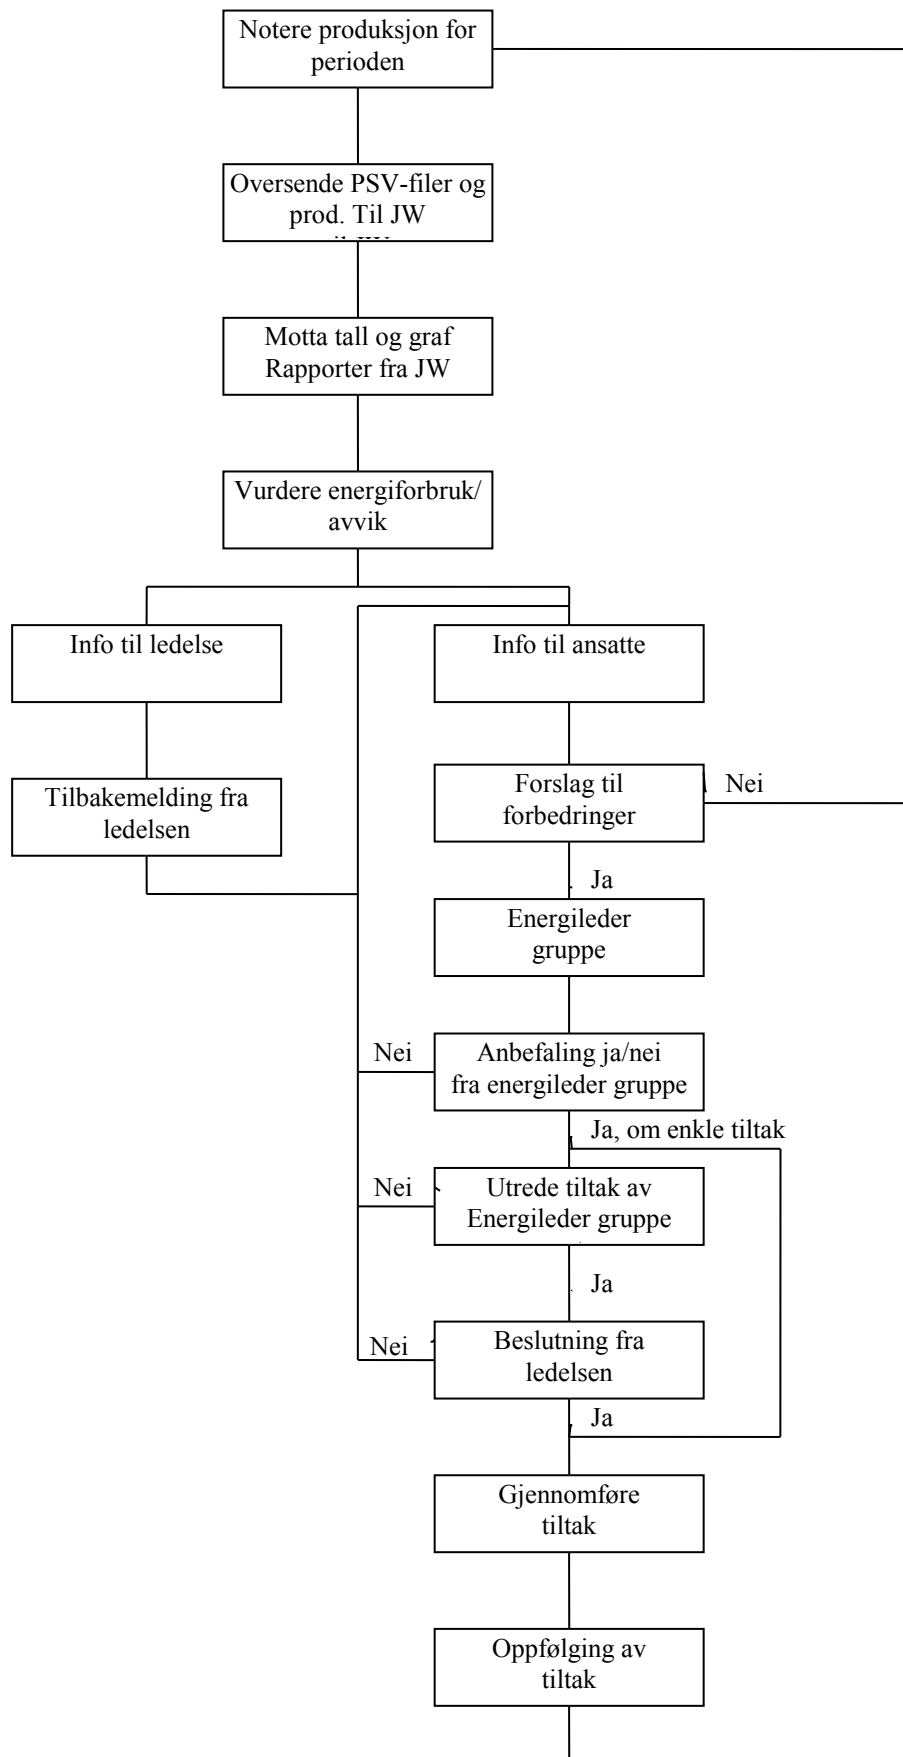 Notere produksjon for
perioden
Oversende PSV-filer og
prod. Til JW
Motta tall og graf
Rapporter fra JW
Vurdere energiforbruk/
avvik
Info til ledelse
Info til ansatte
Tilbakemelding fra
ledelsen
Forslag til
forbedringer
Nei
Ja
Energileder
gruppe
Nei
Anbefaling ja/nei
fra energileder gruppe
Ja, om enkle tiltak
Nei
Utrede tiltak av
Energileder gruppe
Ja
Nei
Beslutning fra
ledelsen
Ja
Gjennomføre
tiltak
Oppfølging av
tiltak